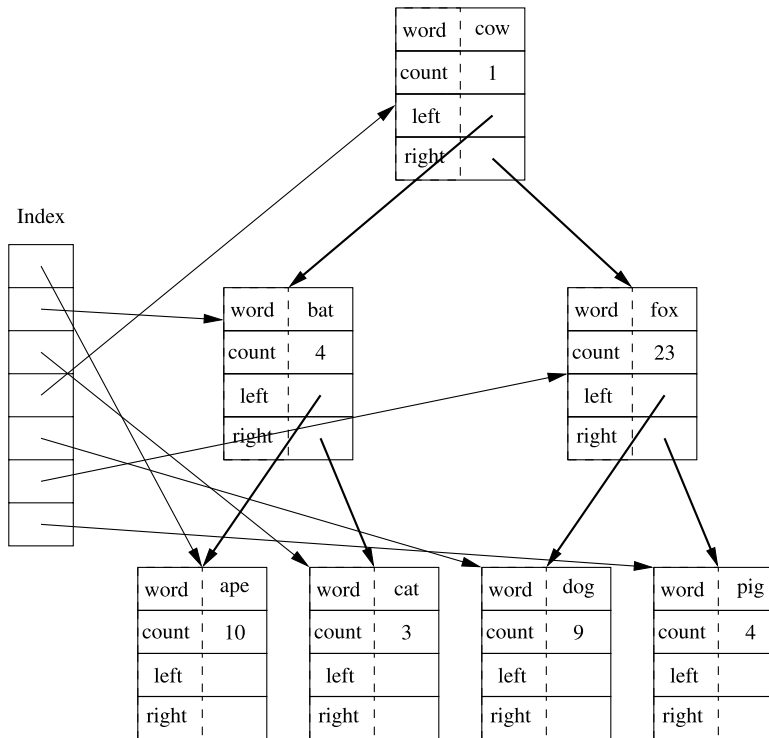 word cow
count 1
left
right
Index
word bat
count 4
left
right
word fox
count 23
left
right
word ape
count 10
left
right
word cat
count 3
left
right
word dog
count 9
left
right
word pig
count 4
left
right